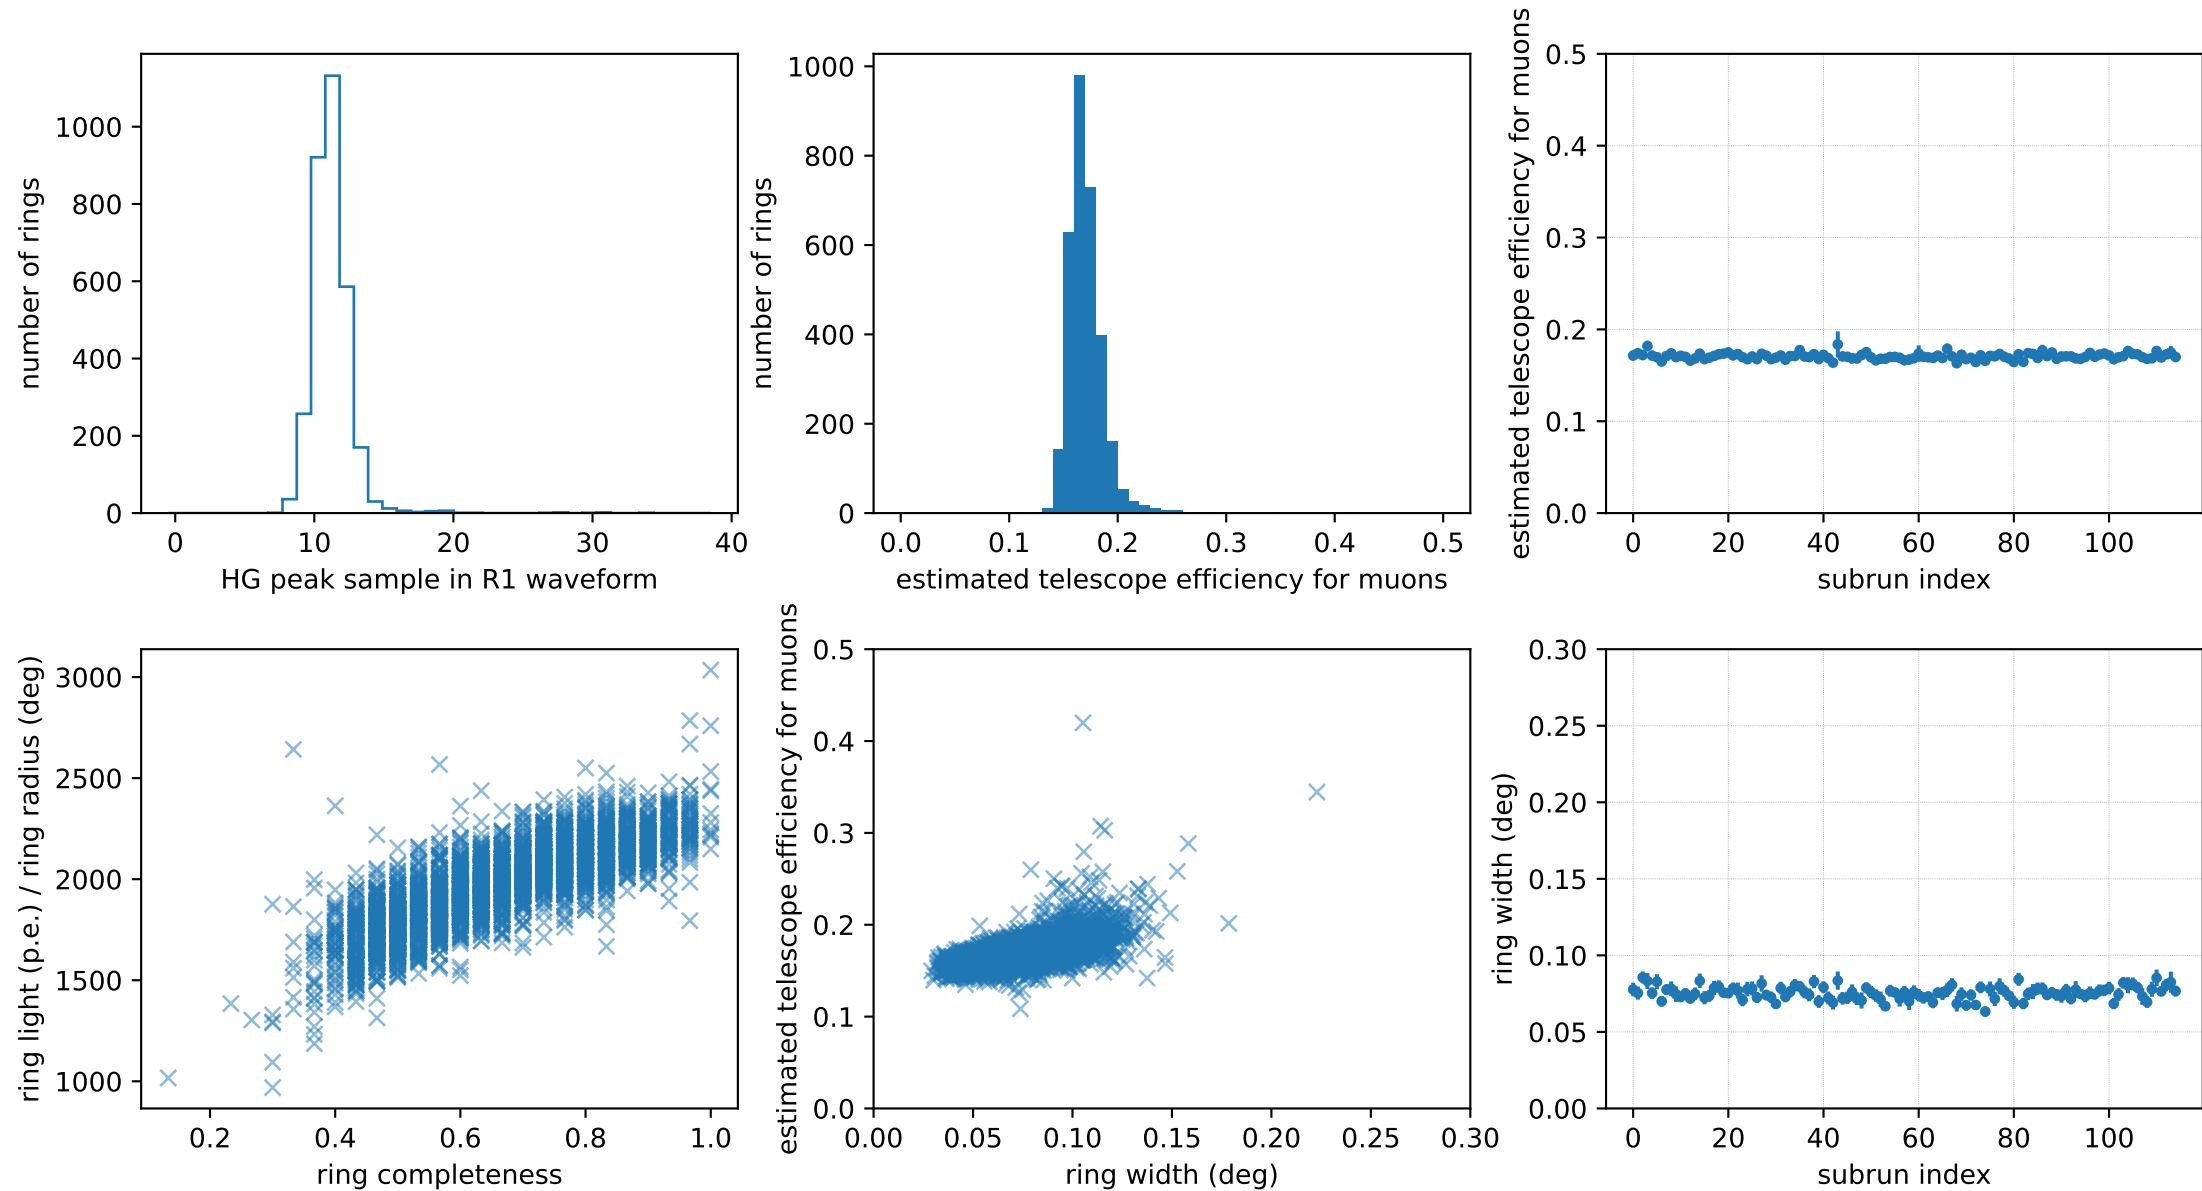 number of rings
1000
800
600
400
200
0
0 10 20 30 40
HG peak sample in R1 waveform
number of rings
1000
800
600
400
200
0
0.0 0.1 0.2 0.3 0.4 0.5
estimated telescope efficiency for muons
estimated telescope efficiency for muons
0.5
0.4
0.3
0.2
0.1
0.0
0 20 40 60 80 100
subrun index
ring light (p.e.) / ring radius (deg)
3000
2500
2000
1500
1000
0.2 0.4 0.6 0.8 1.0
ring completeness
estimated telescope efficiency for muons
0.5
0.4
0.3
0.2
0.1
0.0
0.00 0.05 0.10 0.15 0.20 0.25 0.30
ring width (deg)
ring width (deg)
0.30
0.25
0.20
0.15
0.10
0.05
0.00
0 20 40 60 80 100
subrun index